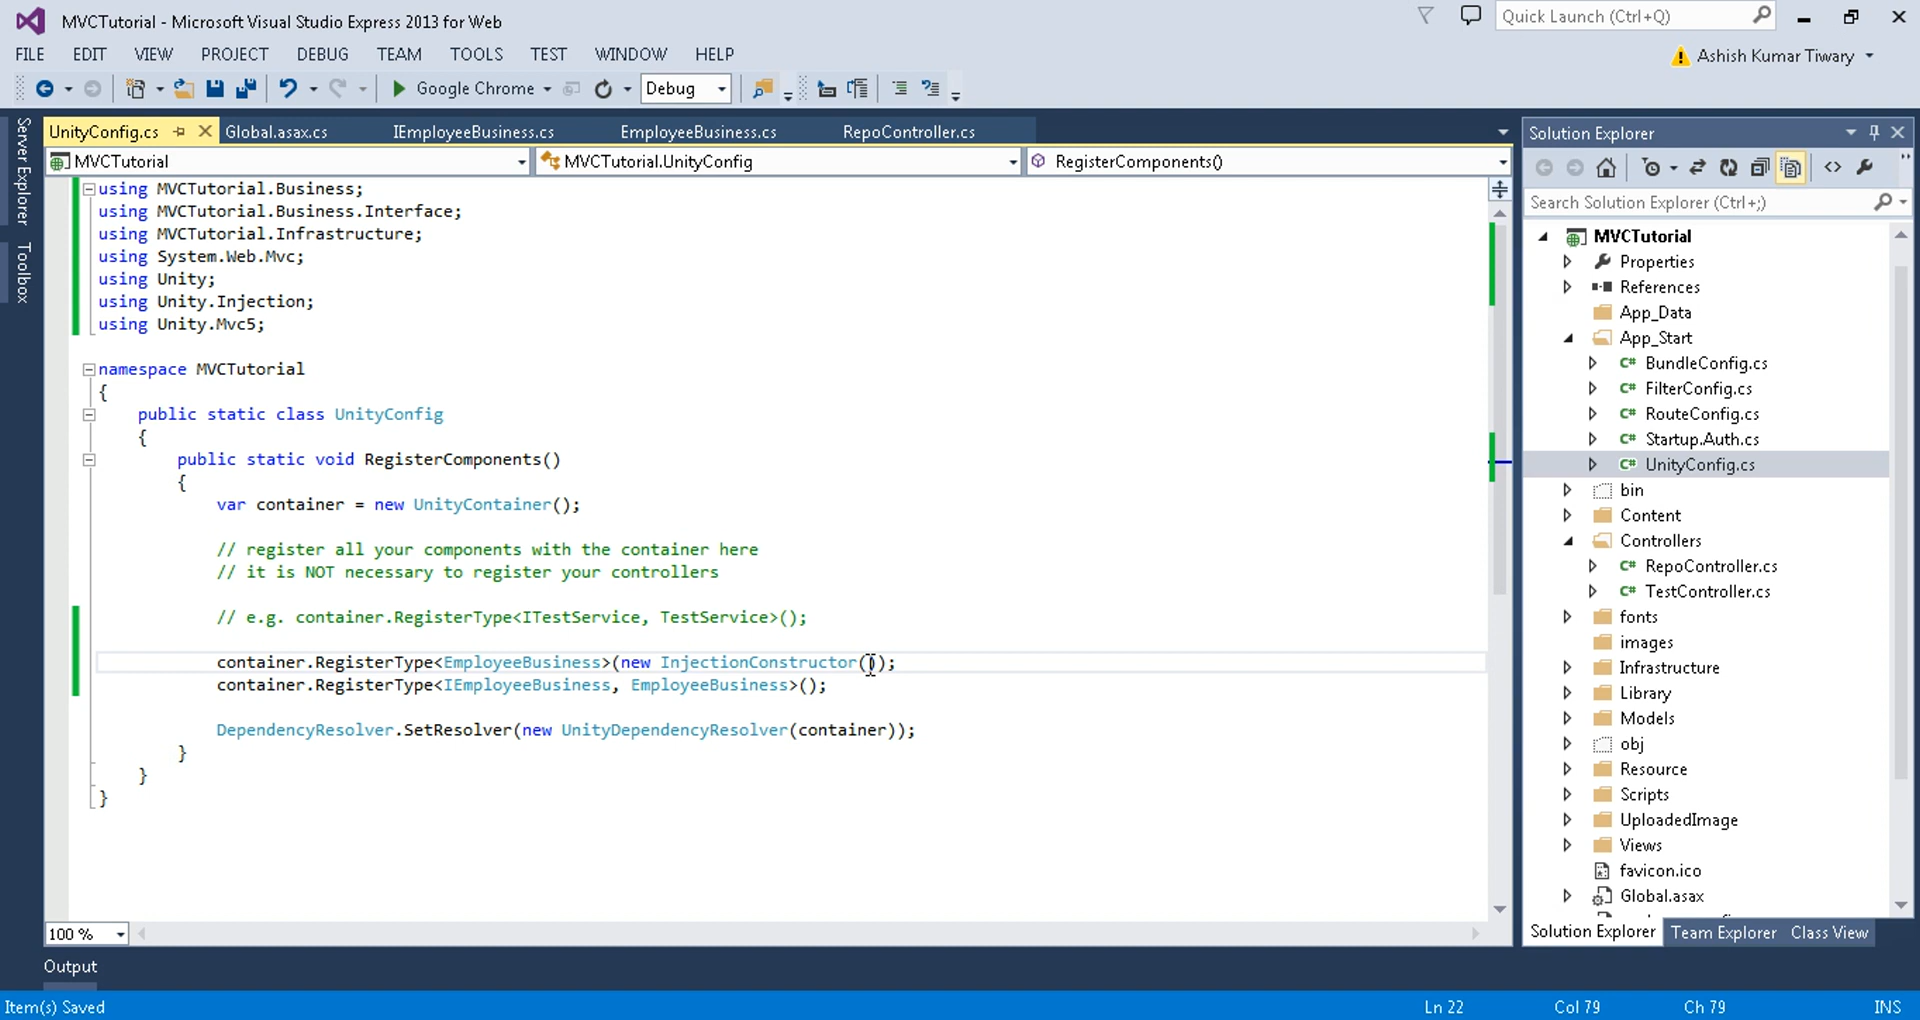 MVCTutorial - Microsoft Visual Studio Express 2013 for Web
Quick Launch (Ctrl+Q)
FILE EDIT VIEW PROJECT DEBUG TEAM TOOLS TEST WINDOW HELP
Ashish Kumar Tiwary
Google Chrome
Debug
Server Explorer
Toolbox
UnityConfig.cs Global.asax.cs IEmployeeBusiness.cs EmployeeBusiness.cs RepoController.cs
MVCTutorial MVCTutorial.UnityConfig RegisterComponents()
using MVCTutorial.Business;
using MVCTutorial.Business.Interface;
using MVCTutorial.Infrastructure;
using System.Web.Mvc;
using Unity;
using Unity.Injection;
using Unity.Mvc5;
namespace MVCTutorial
{
public static class UnityConfig
{
public static void RegisterComponents()
{
var container = new UnityContainer();
// register all your components with the container here
// it is NOT necessary to register your controllers
// e.g. container.RegisterType<ITestService, TestService>();
container.RegisterType<EmployeeBusiness>(new InjectionConstructor());
container.RegisterType<IEmployeeBusiness, EmployeeBusiness>();
DependencyResolver.SetResolver(new UnityDependencyResolver(container));
}
}
}
100 %
Output
Solution Explorer
Search Solution Explorer (Ctrl+;)
MVCTutorial
Properties
References
App_Data
App_Start
BundleConfig.cs
FilterConfig.cs
RouteConfig.cs
Startup.Auth.cs
UnityConfig.cs
bin
Content
Controllers
RepoController.cs
TestController.cs
fonts
images
Infrastructure
Library
Models
obj
Resource
Scripts
UploadedImage
Views
favicon.ico
Global.asax
Solution Explorer Team Explorer Class View
Item(s) Saved
Ln 22 Col 79 Ch 79 INS